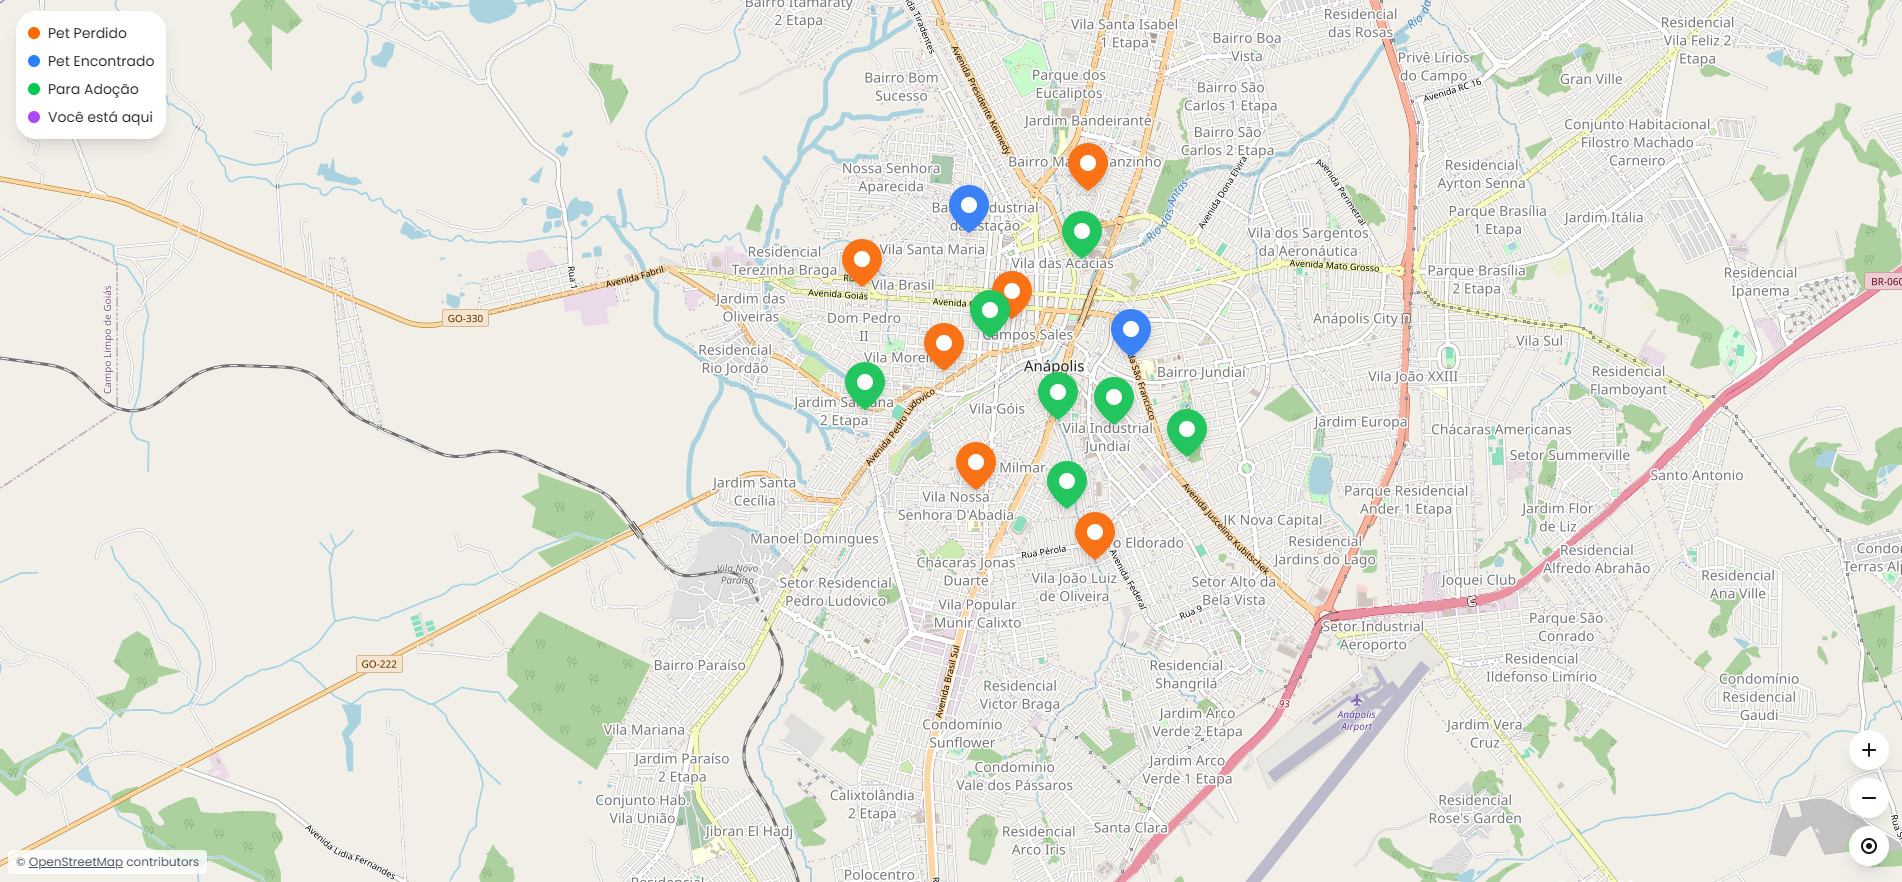 Pet Perdido
Pet Encontrado
Para Adoção
Você está aqui
Bairro Itamaraty
2 Etapa
Vila Santa Isabel
1 Etapa
Bairro Boa
Vista
Residencial
das Rosas
Residencial
Vila Feliz 2
Etapa
Privê Lírios
do Campo
Gran Ville
Avenida RC 16
Avenida Presidente Kennedy
Bairro Bom
Sucesso
Parque dos
Eucaliptos
Bairro São
Carlos 1 Etapa
Jardim Bandeirante
Bairro São
Carlos 2 Etapa
Conjunto Habitacional
Filostro Machado
Carneiro
Nossa Senhora
Aparecida
Avenida Dona Elvira
Avenida Perimetral
Residencial
Ayrton Senna
Rio das Antas
Parque Brasília
1 Etapa
Jardim Itália
Vila Santa Maria
Vila dos Sargentos
da Aeronáutica
Residencial
Terezinha Braga
Vila das Acácias
Avenida Mato Grosso
Parque Brasília
2 Etapa
Residencial
Ipanema
BR-060
Rua 1
Avenida Fabril
Vila Brasil
Avenida Goiás
Jardim das
Oliveiras
Dom Pedro
II
GO-330
Campo Limpo de Goiás
Campos Sales
Anápolis City
Vila Sul
Residencial
Rio Jordão
Anápolis
Bairro Jundiaí
Vila João XXIII
Residencial
Flamboyant
Jardim Santana
2 Etapa
Avenida Pedro Ludovico
Vila Góis
Vila Industrial
Jundiaí
Jardim Europa
Chácaras Americanas
Setor Summerville
Santo Antonio
Milmar
Jardim Santa
Cecília
Vila Nossa
Senhora D'Abadia
Parque Residencial
Ander 1 Etapa
Jardim Flor
de Liz
Avenida Juscelino Kubitschek
JK Nova Capital
Manoel Domingues
Rua Pérola
Eldorado
Residencial
Jardins do Lago
Residencial
Alfredo Abrahão
Vila Novo
Paraíso
Chácaras Jonas
Duarte
Vila João Luiz
de Oliveira
Avenida Federal
Setor Alto da
Bela Vista
Joquei Club
Residencial
Ana Ville
Setor Residencial
Pedro Ludovico
Vila Popular
Munir Calixto
Rua 9
Parque São
Conrado
Setor Industrial
Aeroporto
GO-222
Bairro Paraíso
Avenida Brasil Sul
Residencial
Shangrilá
Residencial
Ildefonso Limírio
Residencial
Victor Braga
Condomínio
Residencial
Gaudi
93
Anápolis
Airport
Jardim Arco
Verde 2 Etapa
Vila Mariana
Condomínio
Sunflower
Jardim Vera
Cruz
Jardim Paraíso
2 Etapa
Condomínio
Vale dos Pássaros
Jardim Arco
Verde 1 Etapa
Conjunto Hab.
Vila União
Calixtolândia
2 Etapa
Residencial
Rose's Garden
Jibran El Hadj
Residencial
Arco Iris
Santa Clara
Avenida Lídia Fernandes
Polocentro
© OpenStreetMap contributors